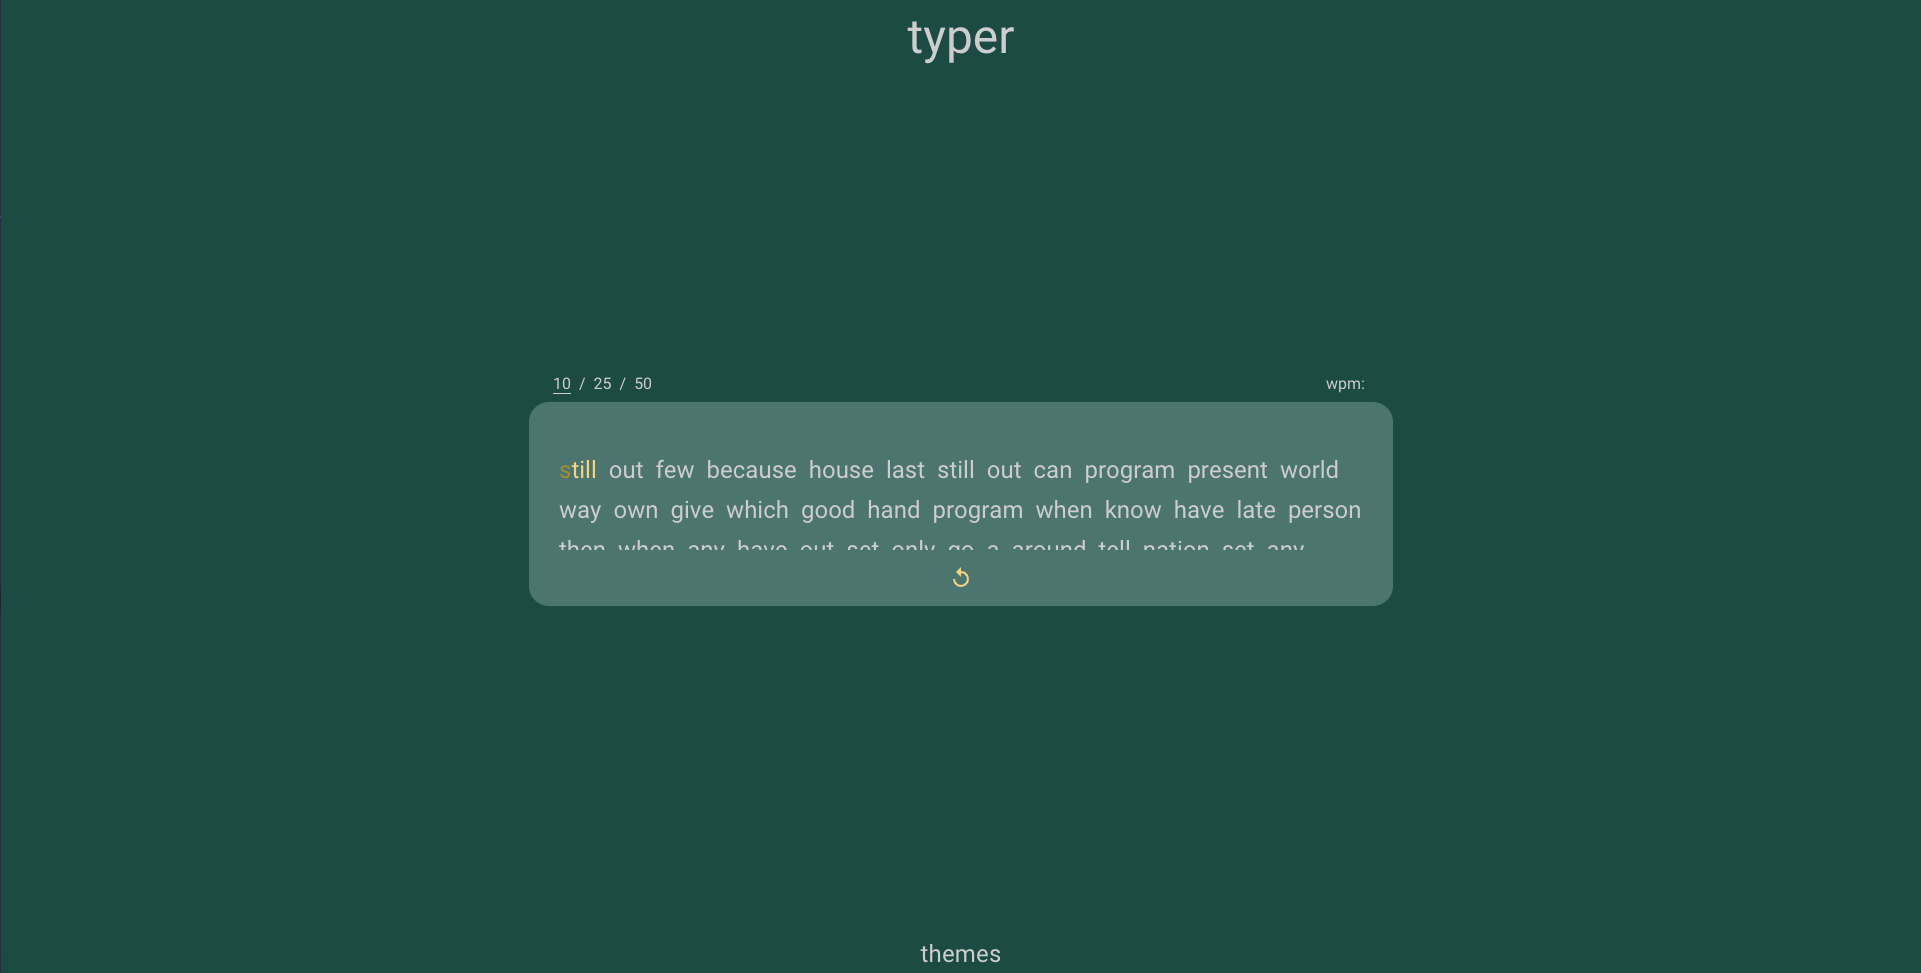 typer
10 / 25 / 50
wpm:
still out few because house last still out can program present world
way own give which good hand program when know have late person
then when any have out set only go a around tell nation set any
themes